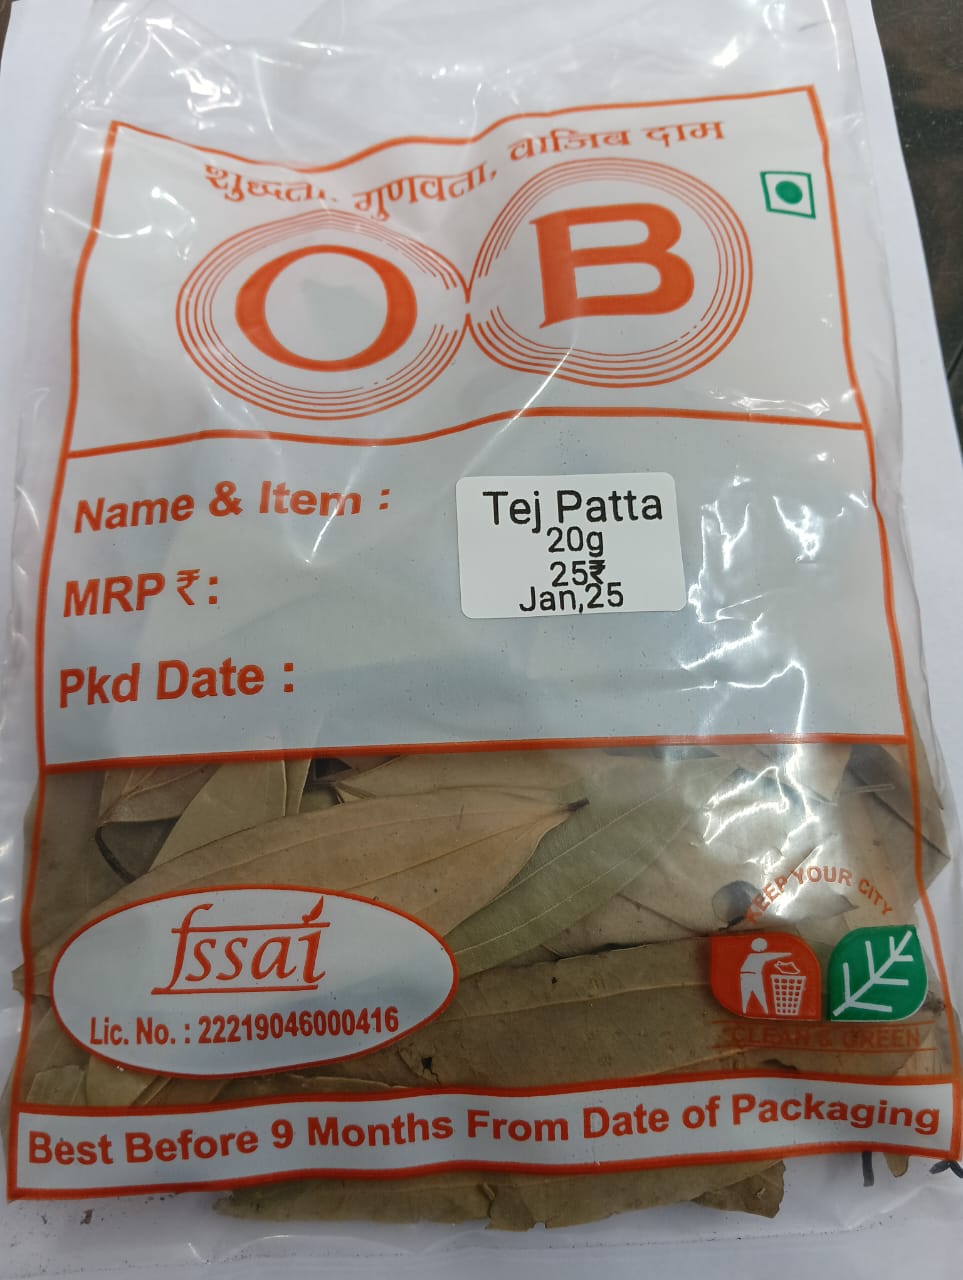 शुद्धता, गुणवत्ता, वाजिब दाम
OB
Name & Item :
Tej Patta
20g
25₹
Jan,25
MRP ₹ :
Pkd Date :
KEEP YOUR CITY
CLEAN & GREEN
fssai
Lic. No. : 22219046000416
Best Before 9 Months From Date of Packaging